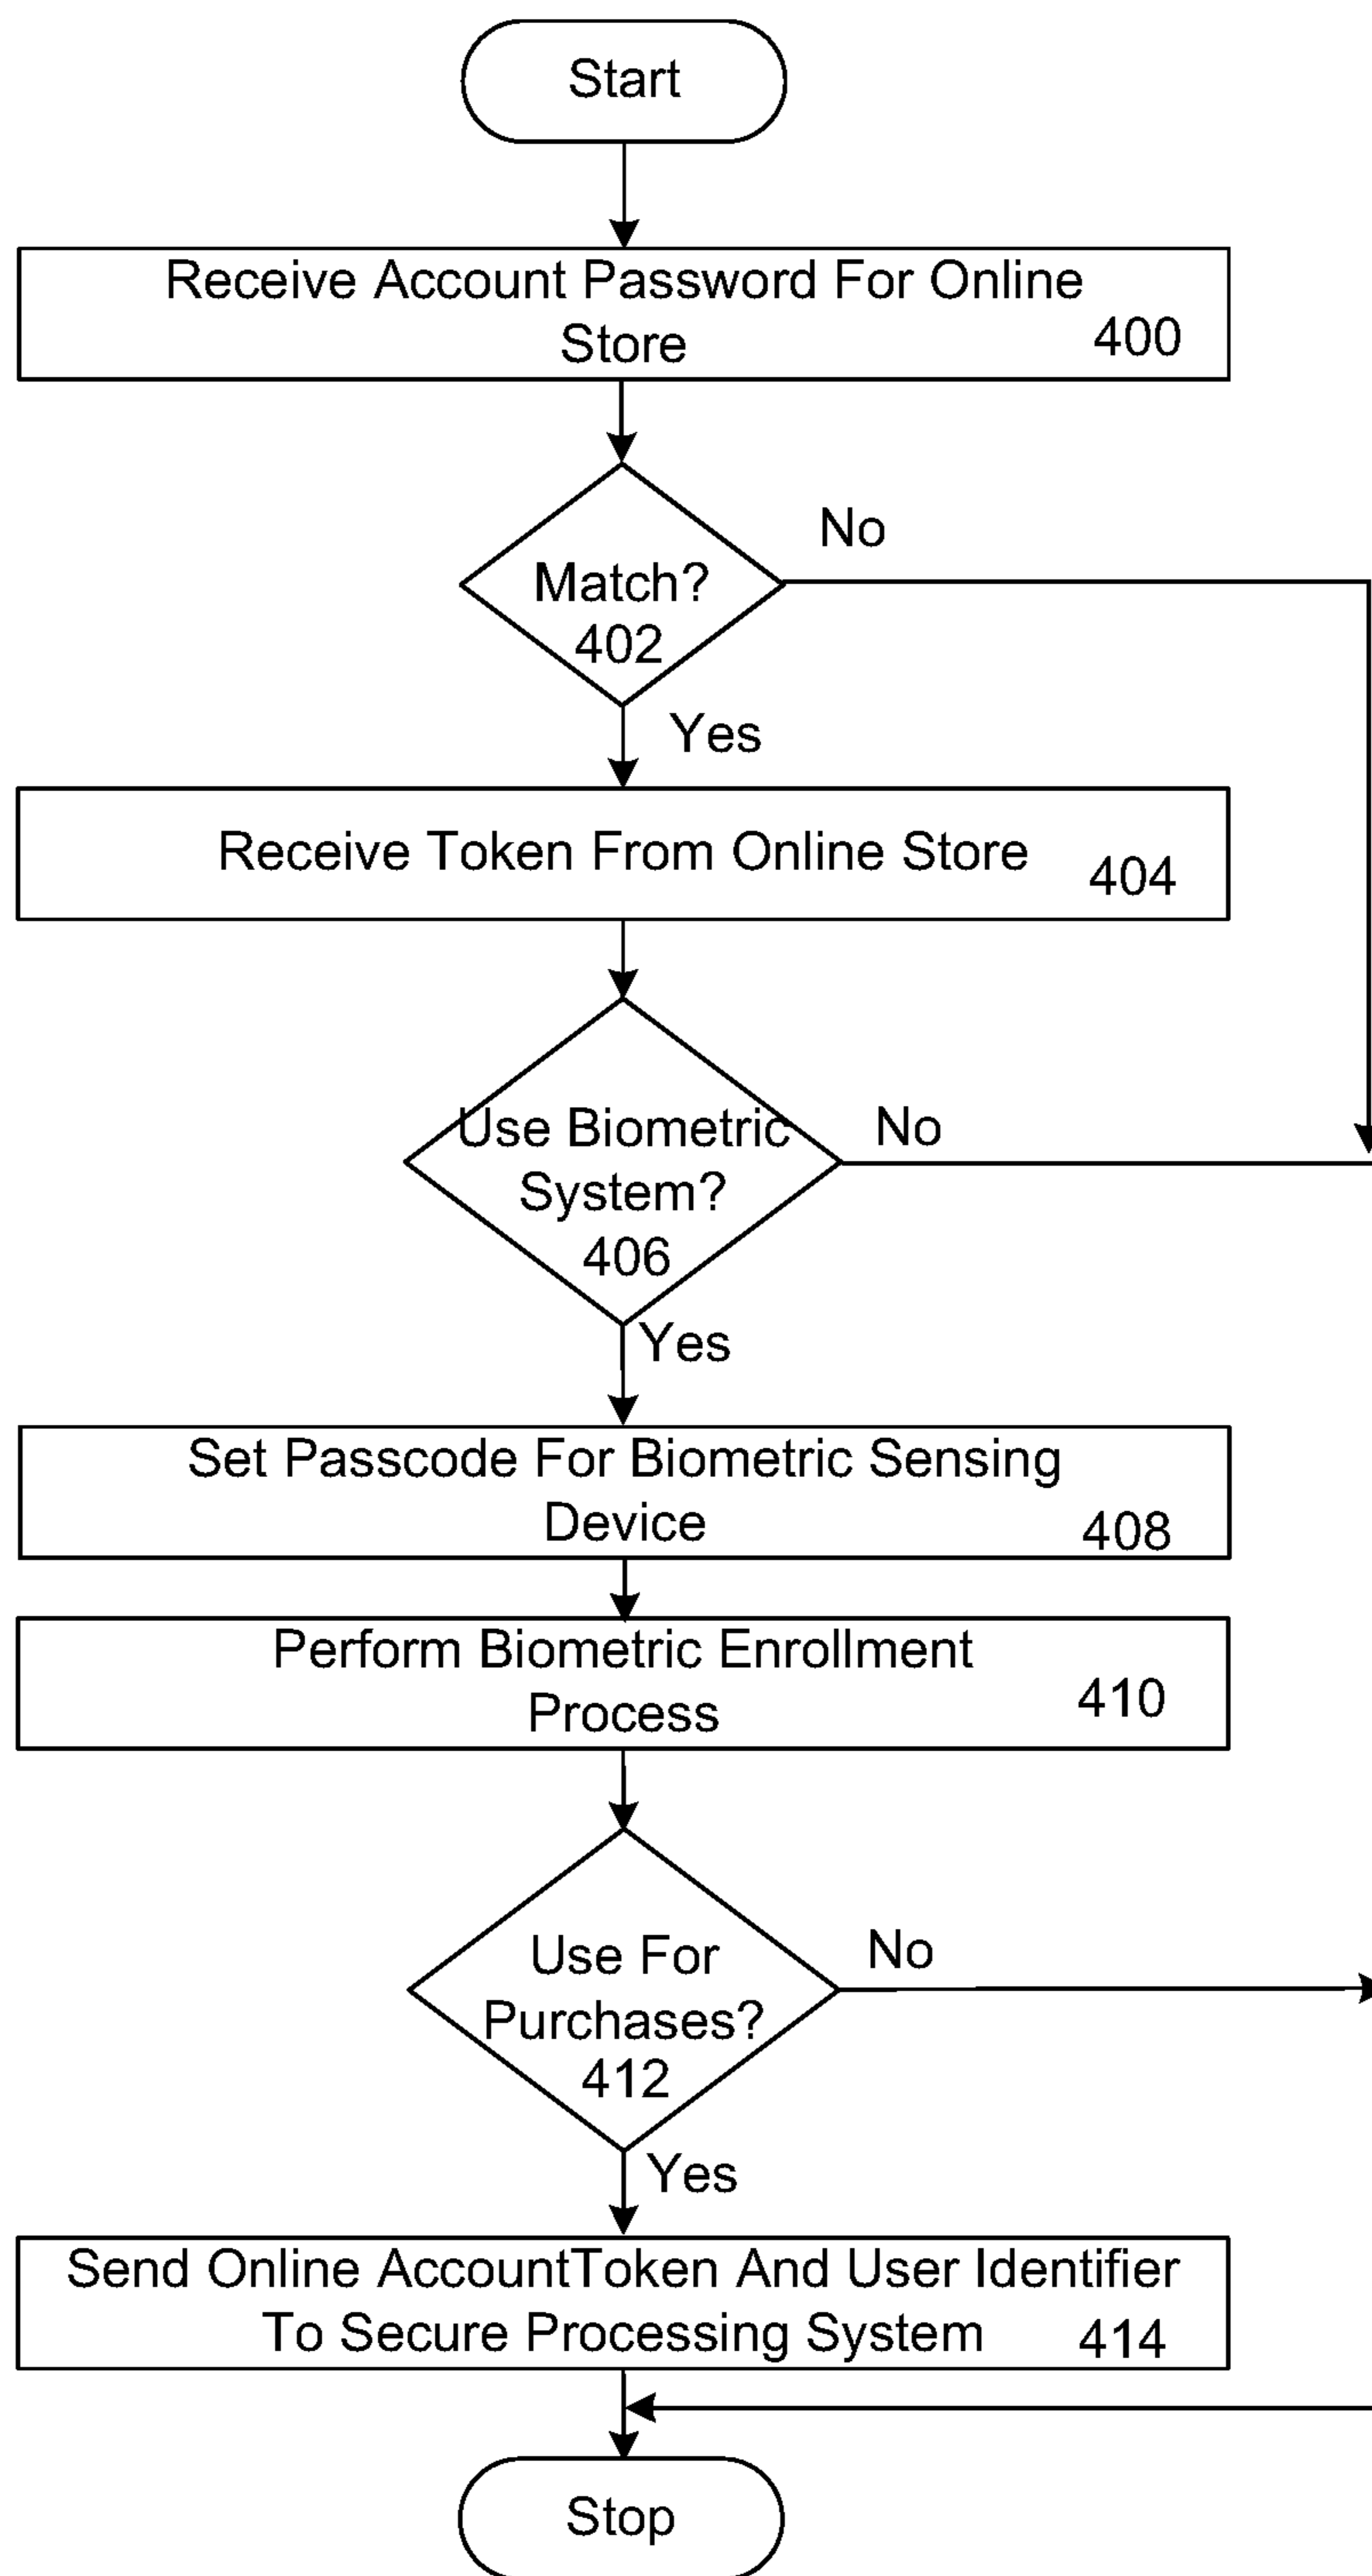 Start
Receive Account Password For Online
Store
400
Match?
402
No
Yes
Receive Token From Online Store
404
Use Biometric
System?
406
No
Yes
Set Passcode For Biometric Sensing
Device
408
Perform Biometric Enrollment
Process
410
Use For
Purchases?
412
No
Yes
Send Online AccountToken And User Identifier
To Secure Processing System
414
Stop